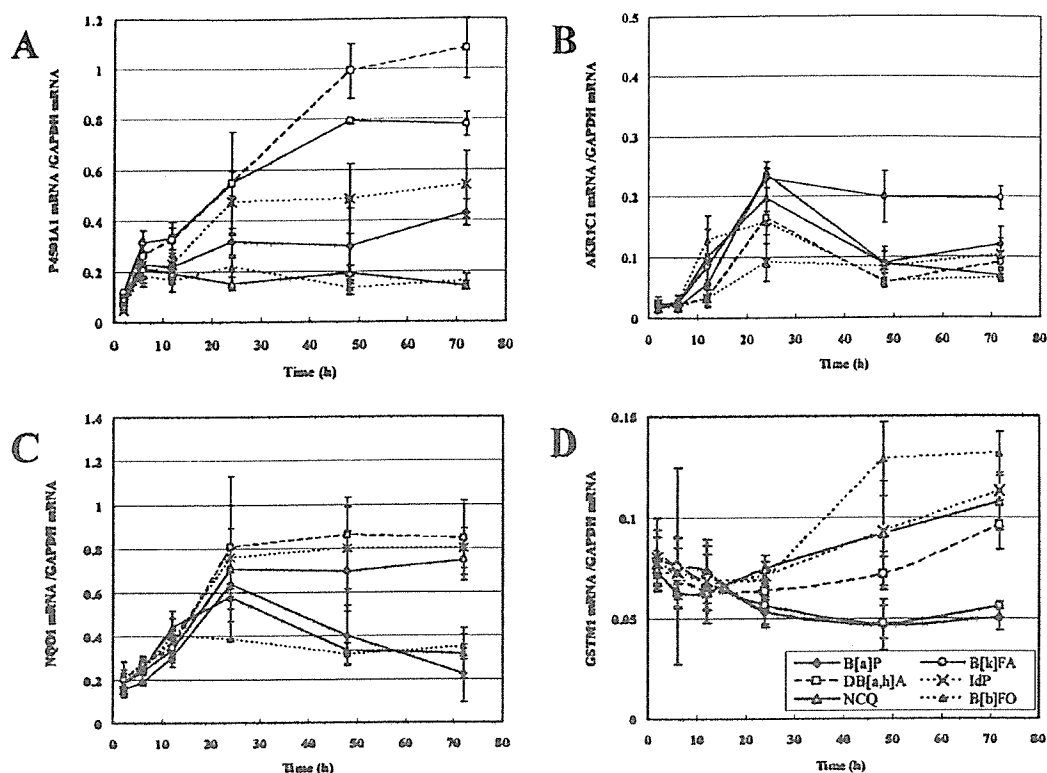 A
P4501A1 mRNA /GAPDH mRNA
1.2
1
0.8
0.6
0.4
0.2
0
0 10 20 30 40 50 60 70 80
Time (h)
B
AKR1C1 mRNA /GAPDH mRNA
0.5
0.4
0.3
0.2
0.1
0
0 10 20 30 40 50 60 70 80
Time (h)
C
NQO1 mRNA /GAPDH mRNA
1.4
1.2
1
0.8
0.6
0.4
0.2
0
0 10 20 30 40 50 60 70 80
Time (h)
D
GSTM1 mRNA /GAPDH mRNA
0.15
0.1
0.05
0
0 10 20 30 40 50 60 70 80
Time (h)
B[a]P B[k]FA
DB[a,h]A IdP
NCQ B[b]FO